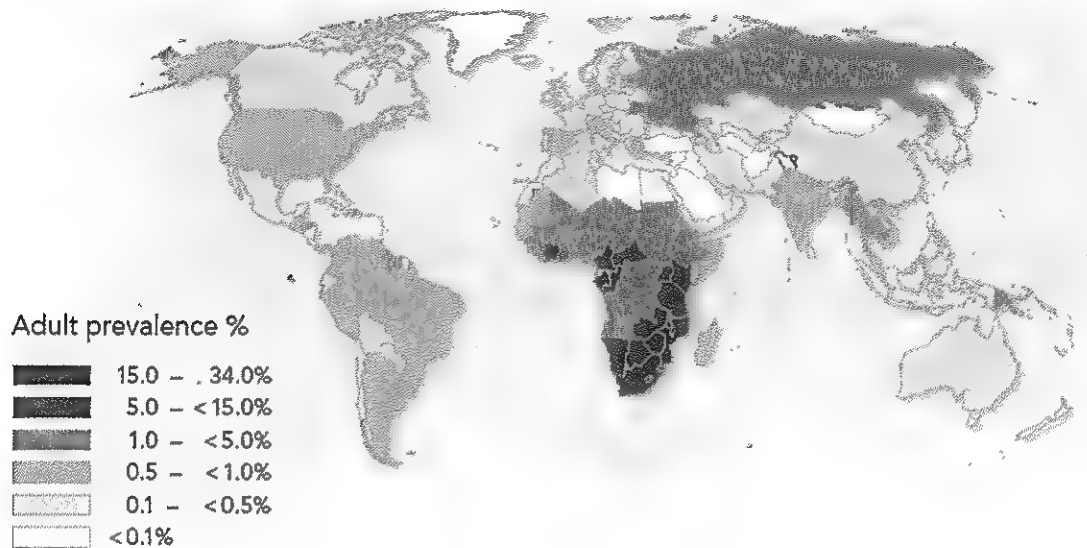 Adult prevalence %
15.0 – . 34.0%
5.0 – <15.0%
1.0 – <5.0%
0.5 – <1.0%
0.1 – <0.5%
<0.1%